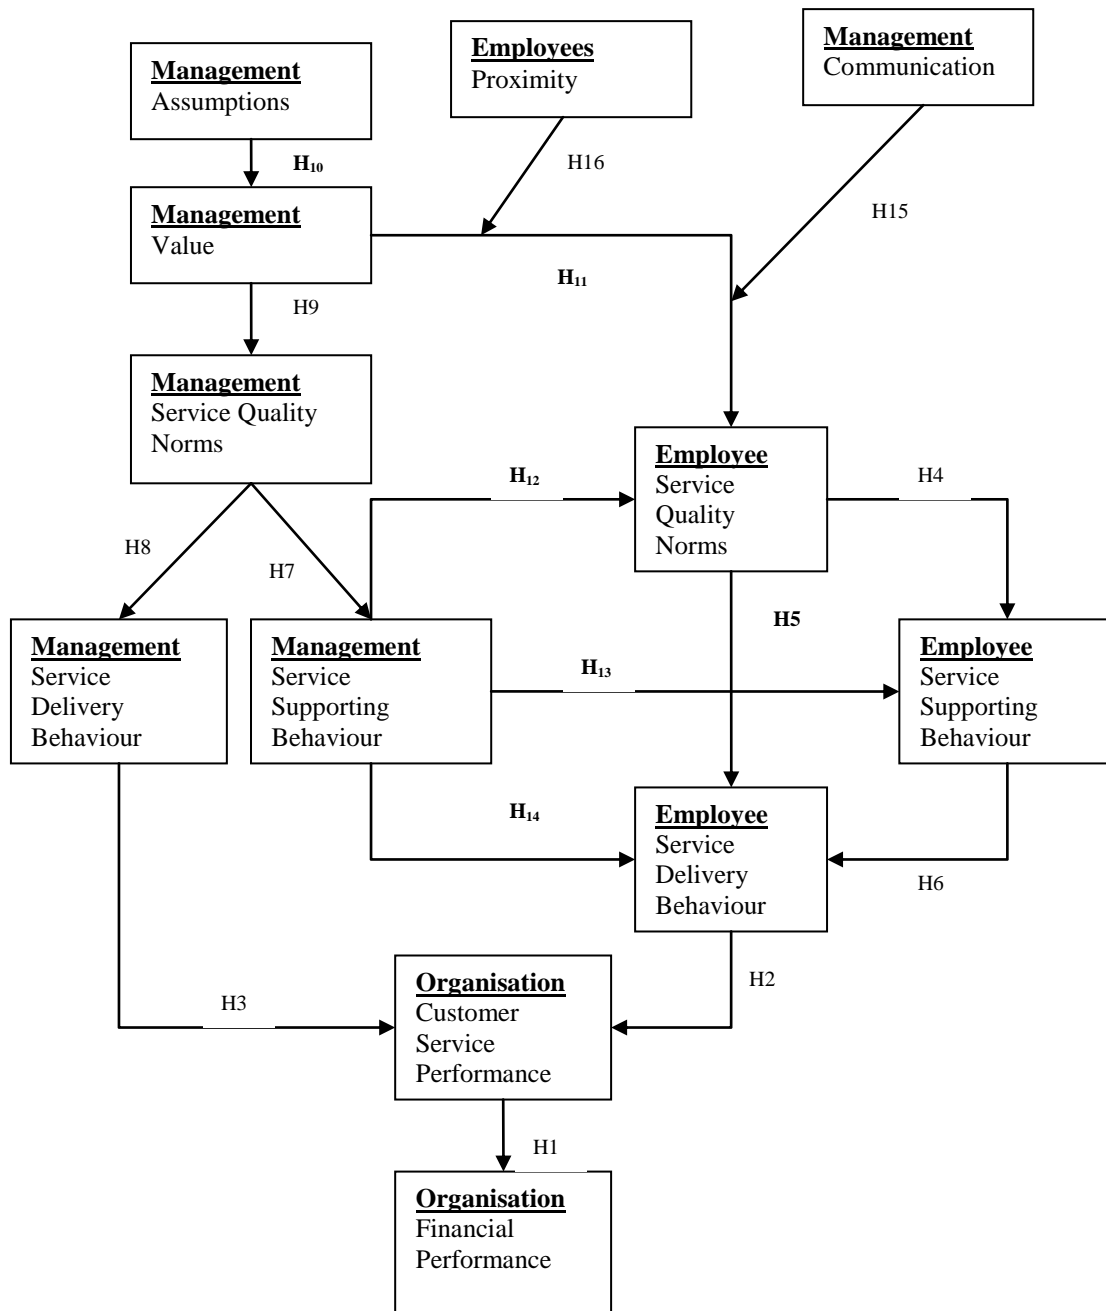 Management
Assumptions
Employees
Proximity
Management
Communication
H10
H16
H15
Management
Value
H11
H9
Management
Service Quality
Norms
H12
Employee
Service
Quality
Norms
H4
H8
H7
H5
Management
Service
Delivery
Behaviour
Management
Service
Supporting
Behaviour
H13
Employee
Service
Supporting
Behaviour
H14
Employee
Service
Delivery
Behaviour
H6
H3
Organisation
Customer
Service
Performance
H2
H1
Organisation
Financial
Performance